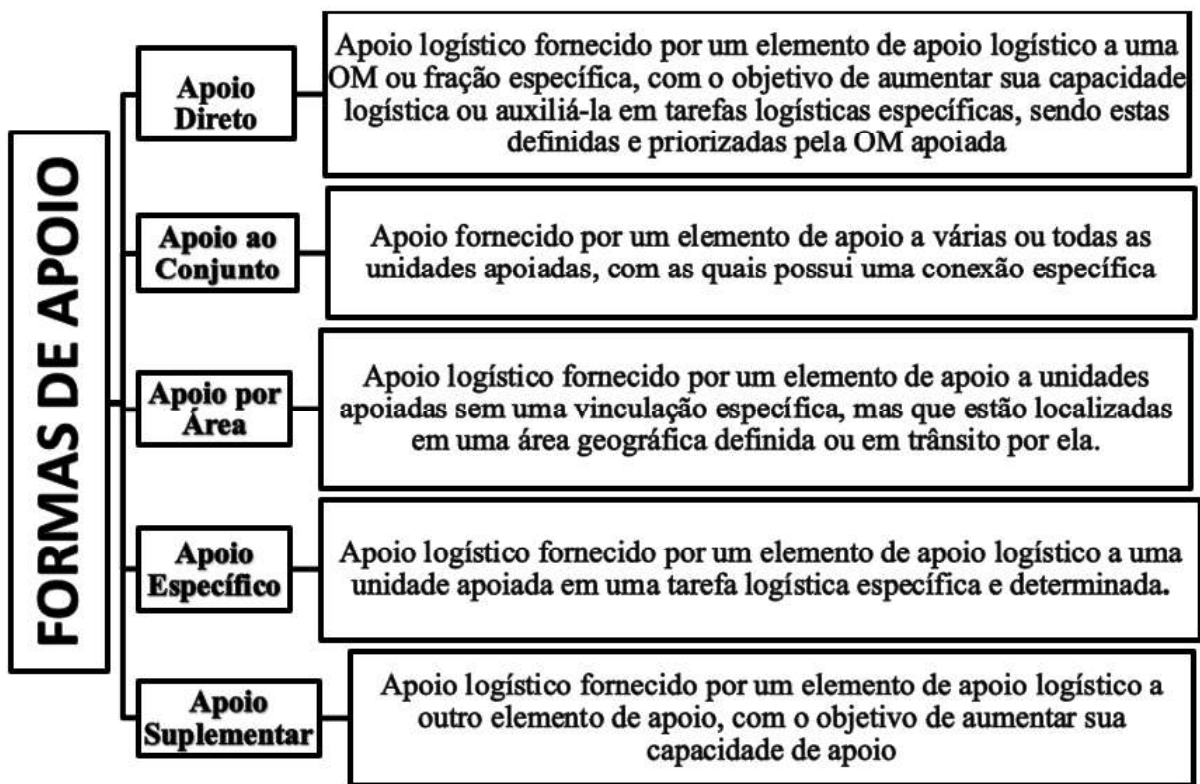 FORMAS DE APOIO
Apoio
Direto
Apoio logístico fornecido por um elemento de apoio logístico a uma
OM ou fração específica, com o objetivo de aumentar sua capacidade
logística ou auxiliá-la em tarefas logísticas específicas, sendo estas
definidas e priorizadas pela OM apoiada
Apoio ao
Conjunto
Apoio fornecido por um elemento de apoio a várias ou todas as
unidades apoiadas, com as quais possui uma conexão específica
Apoio por
Área
Apoio logístico fornecido por um elemento de apoio a unidades
apoiadas sem uma vinculação específica, mas que estão localizadas
em uma área geográfica definida ou em trânsito por ela.
Apoio
Específico
Apoio logístico fornecido por um elemento de apoio logístico a uma
unidade apoiada em uma tarefa logística específica e determinada.
Apoio
Suplementar
Apoio logístico fornecido por um elemento de apoio logístico a
outro elemento de apoio, com o objetivo de aumentar sua
capacidade de apoio